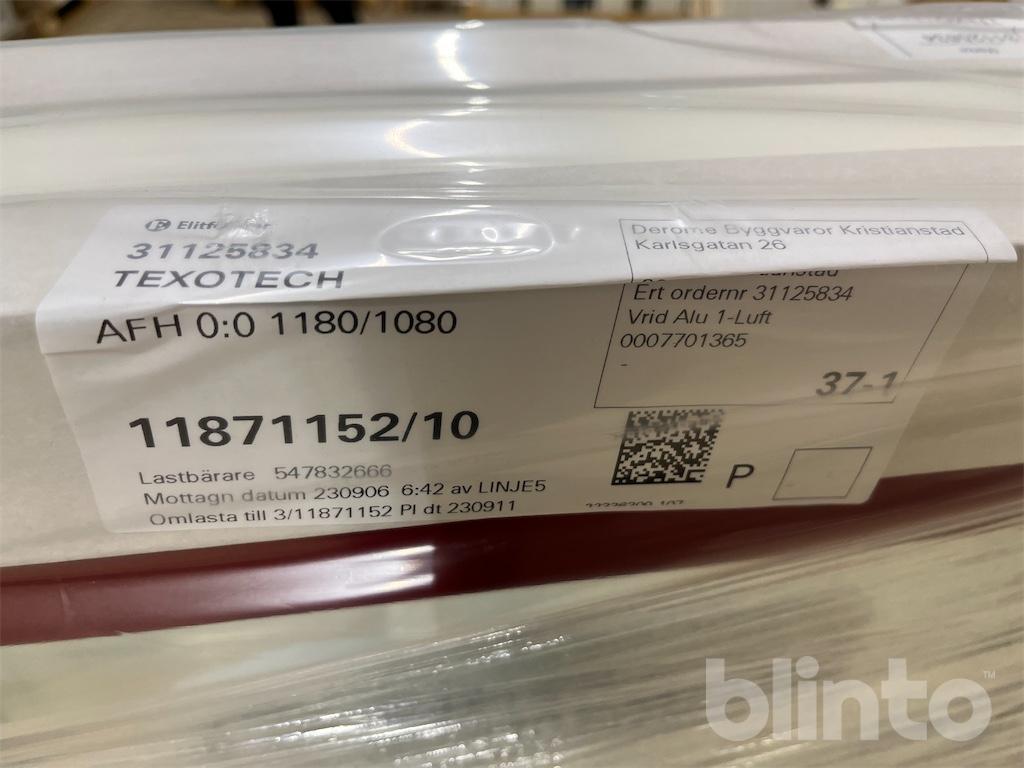 31125834
TEXOTECH
AFH 0:0 1180/1080
Derome Byggvaror Kristianstad
Karlsgatan 26
Ert ordernr 31125834
Vrid Alu 1-Luft
0007701365
-
37-1
11871152/10
Lastbärare 547832666
Mottagn datum 230906 6:42 av LINJE5
Omlasta till 3/11871152 Pl dt 230911
P
blinto™